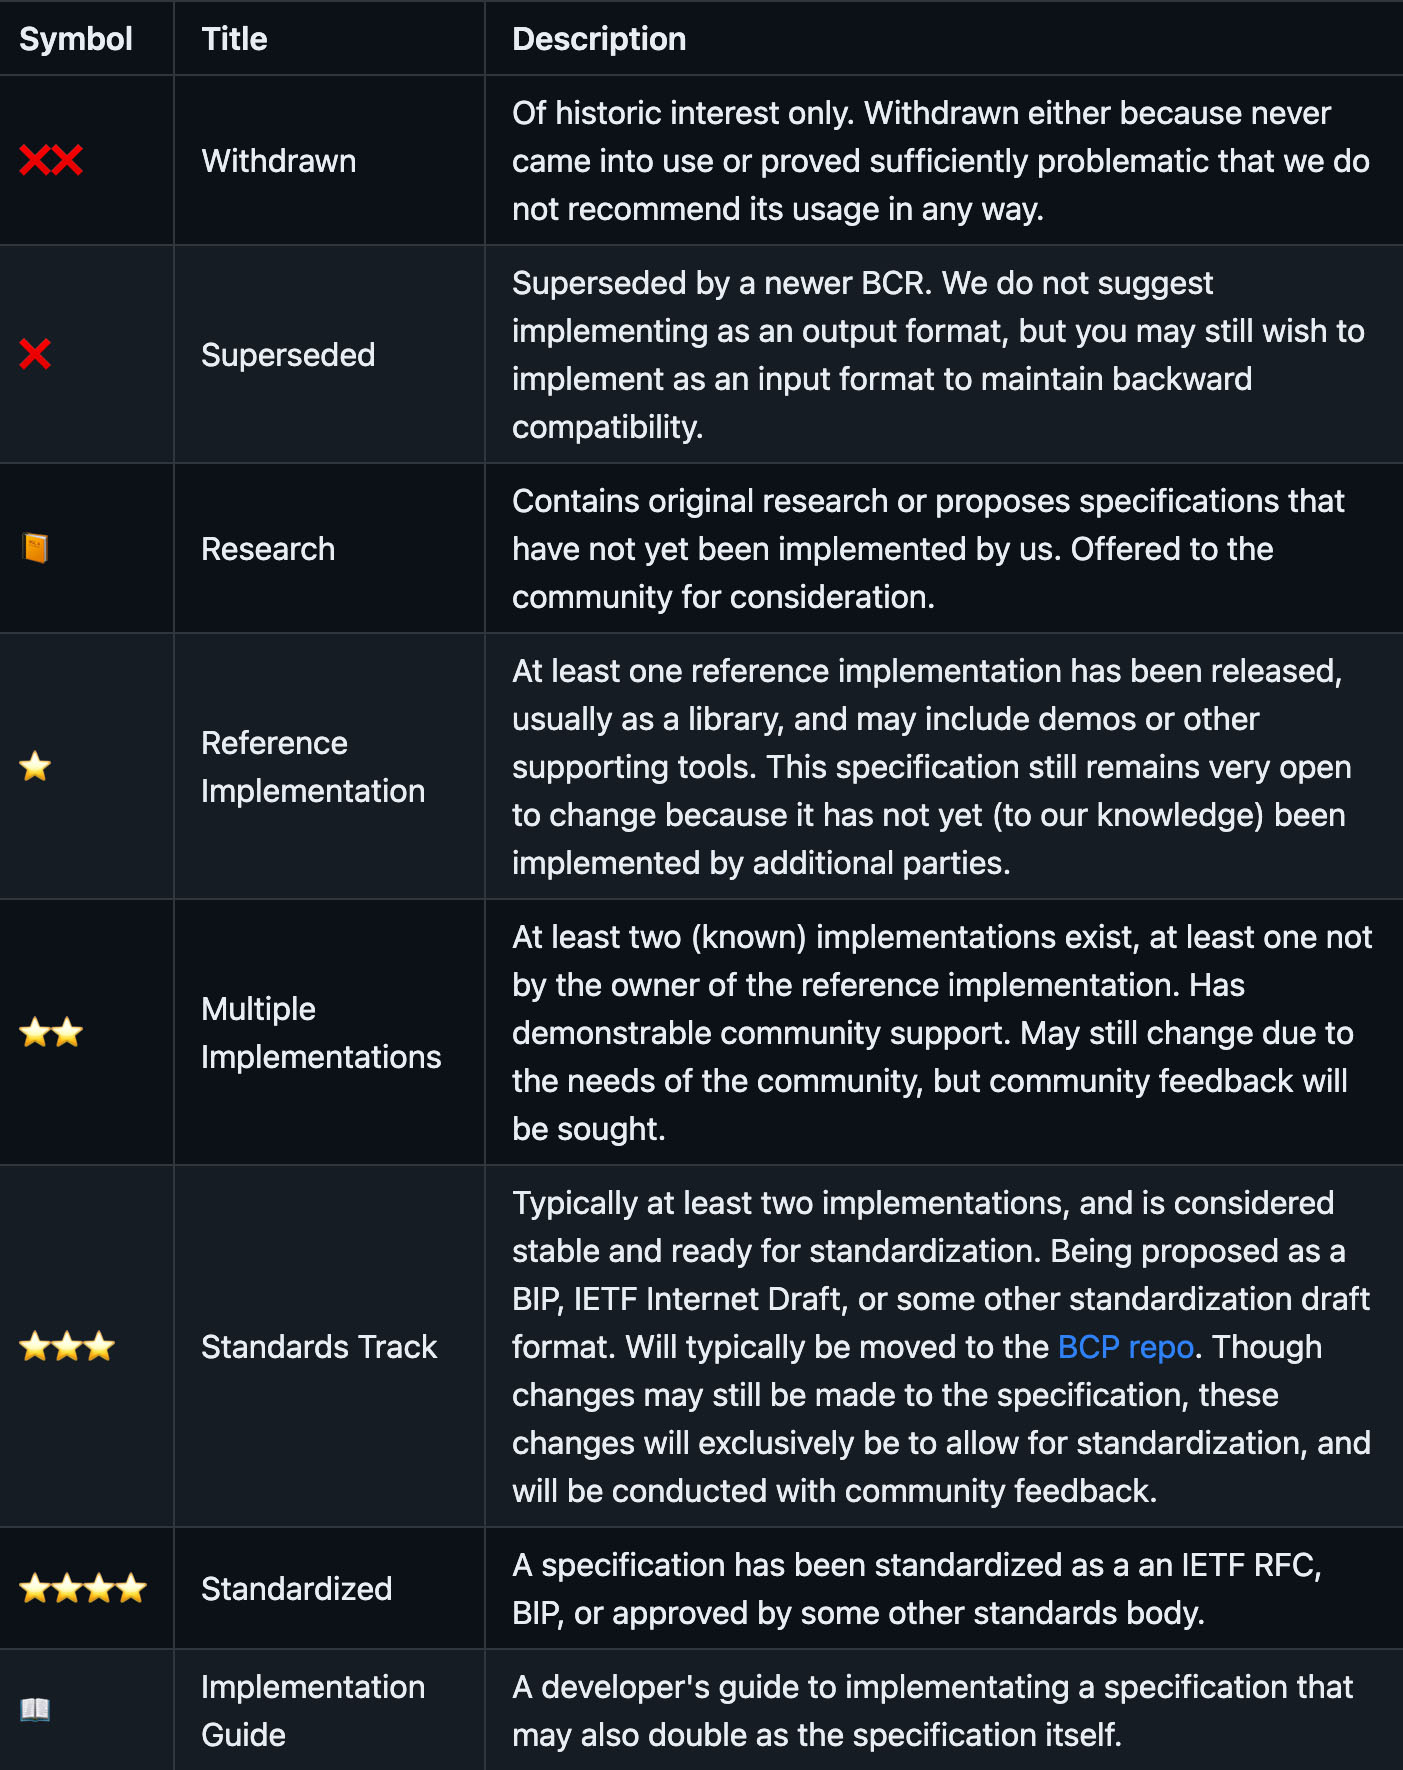 Symbol Title Description
Of historic interest only. Withdrawn either because never
❌❌ Withdrawn came into use or proved sufficiently problematic that we do
not recommend its usage in any way.
Superseded by a newer BCR. We do not suggest
implementing as an output format, but you may still wish to
❌ Superseded
implement as an input format to maintain backward
compatibility.
Contains original research or proposes specifications that
📙 Research have not yet been implemented by us. Offered to the
community for consideration.
At least one reference implementation has been released,
usually as a library, and may include demos or other
Reference
⭐ supporting tools. This specification still remains very open
Implementation
to change because it has not yet (to our knowledge) been
implemented by additional parties.
At least two (known) implementations exist, at least one not
by the owner of the reference implementation. Has
Multiple
⭐⭐ demonstrable community support. May still change due to
Implementations
the needs of the community, but community feedback will
be sought.
Typically at least two implementations, and is considered
stable and ready for standardization. Being proposed as a
BIP, IETF Internet Draft, or some other standardization draft
⭐⭐⭐ Standards Track format. Will typically be moved to the BCP repo. Though
changes may still be made to the specification, these
changes will exclusively be to allow for standardization, and
will be conducted with community feedback.
A specification has been standardized as a an IETF RFC,
⭐⭐⭐⭐ Standardized
BIP, or approved by some other standards body.
Implementation A developer's guide to implementating a specification that
📖
Guide may also double as the specification itself.